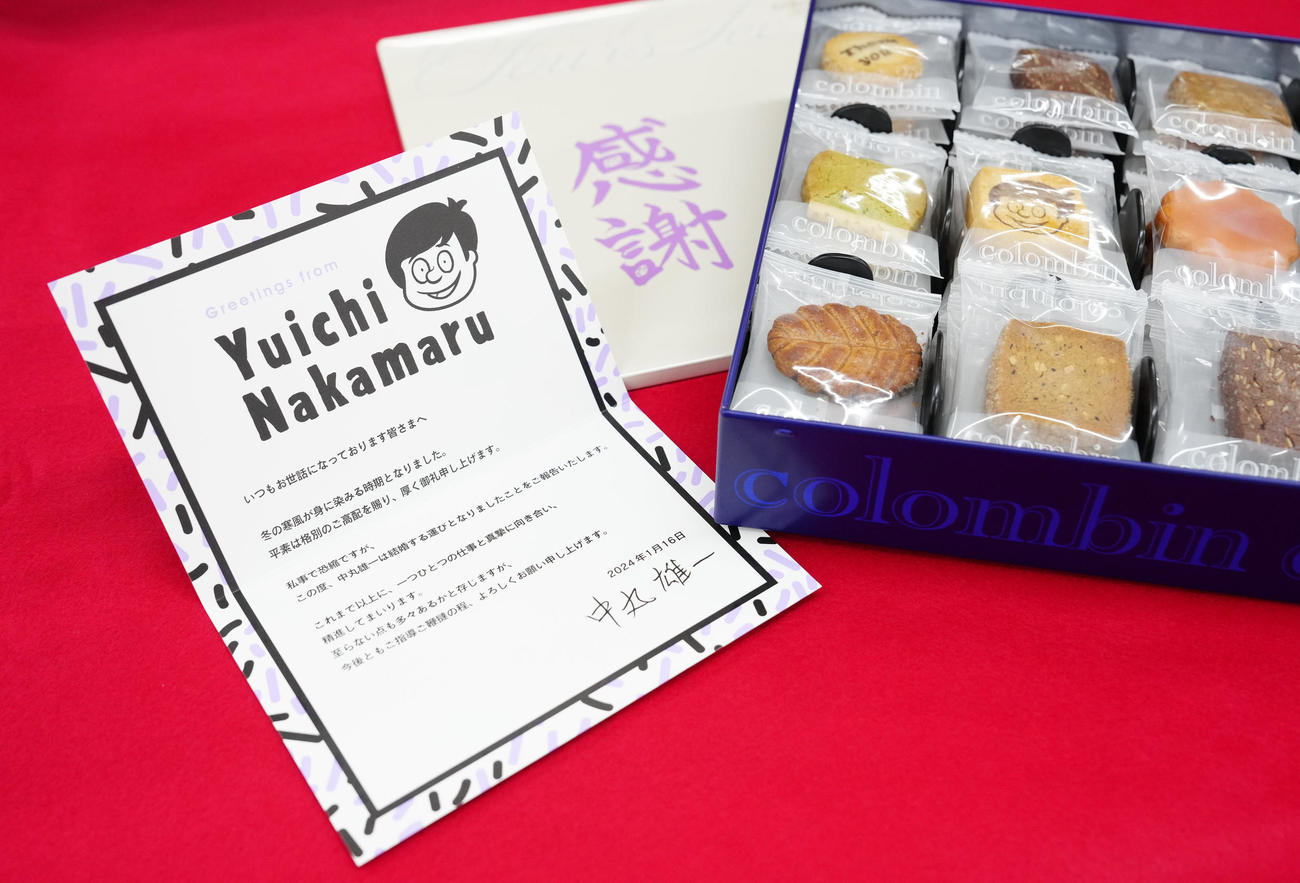 Greetings from
Yuichi
Nakamaru
いつもお世話になっております皆さまへ
冬の寒風が身に染みる時期となりました。
平素は格別のご高配を賜り、厚く御礼申し上げます。
私事で恐縮ですが、
この度、中丸雄一は結婚する運びとなりましたことをご報告いたします。
これまで以上に、一つひとつの仕事と真摯に向き合い、
精進してまいります。
至らない点も多々あるかと存じますが、
今後ともご指導ご鞭撻の程、よろしくお願い申し上げます。
2024年1月16日
中丸雄一
感
謝
Thank
you
colombin
colombin
colombin
colombin
colombin
colombin
colombin
colombin